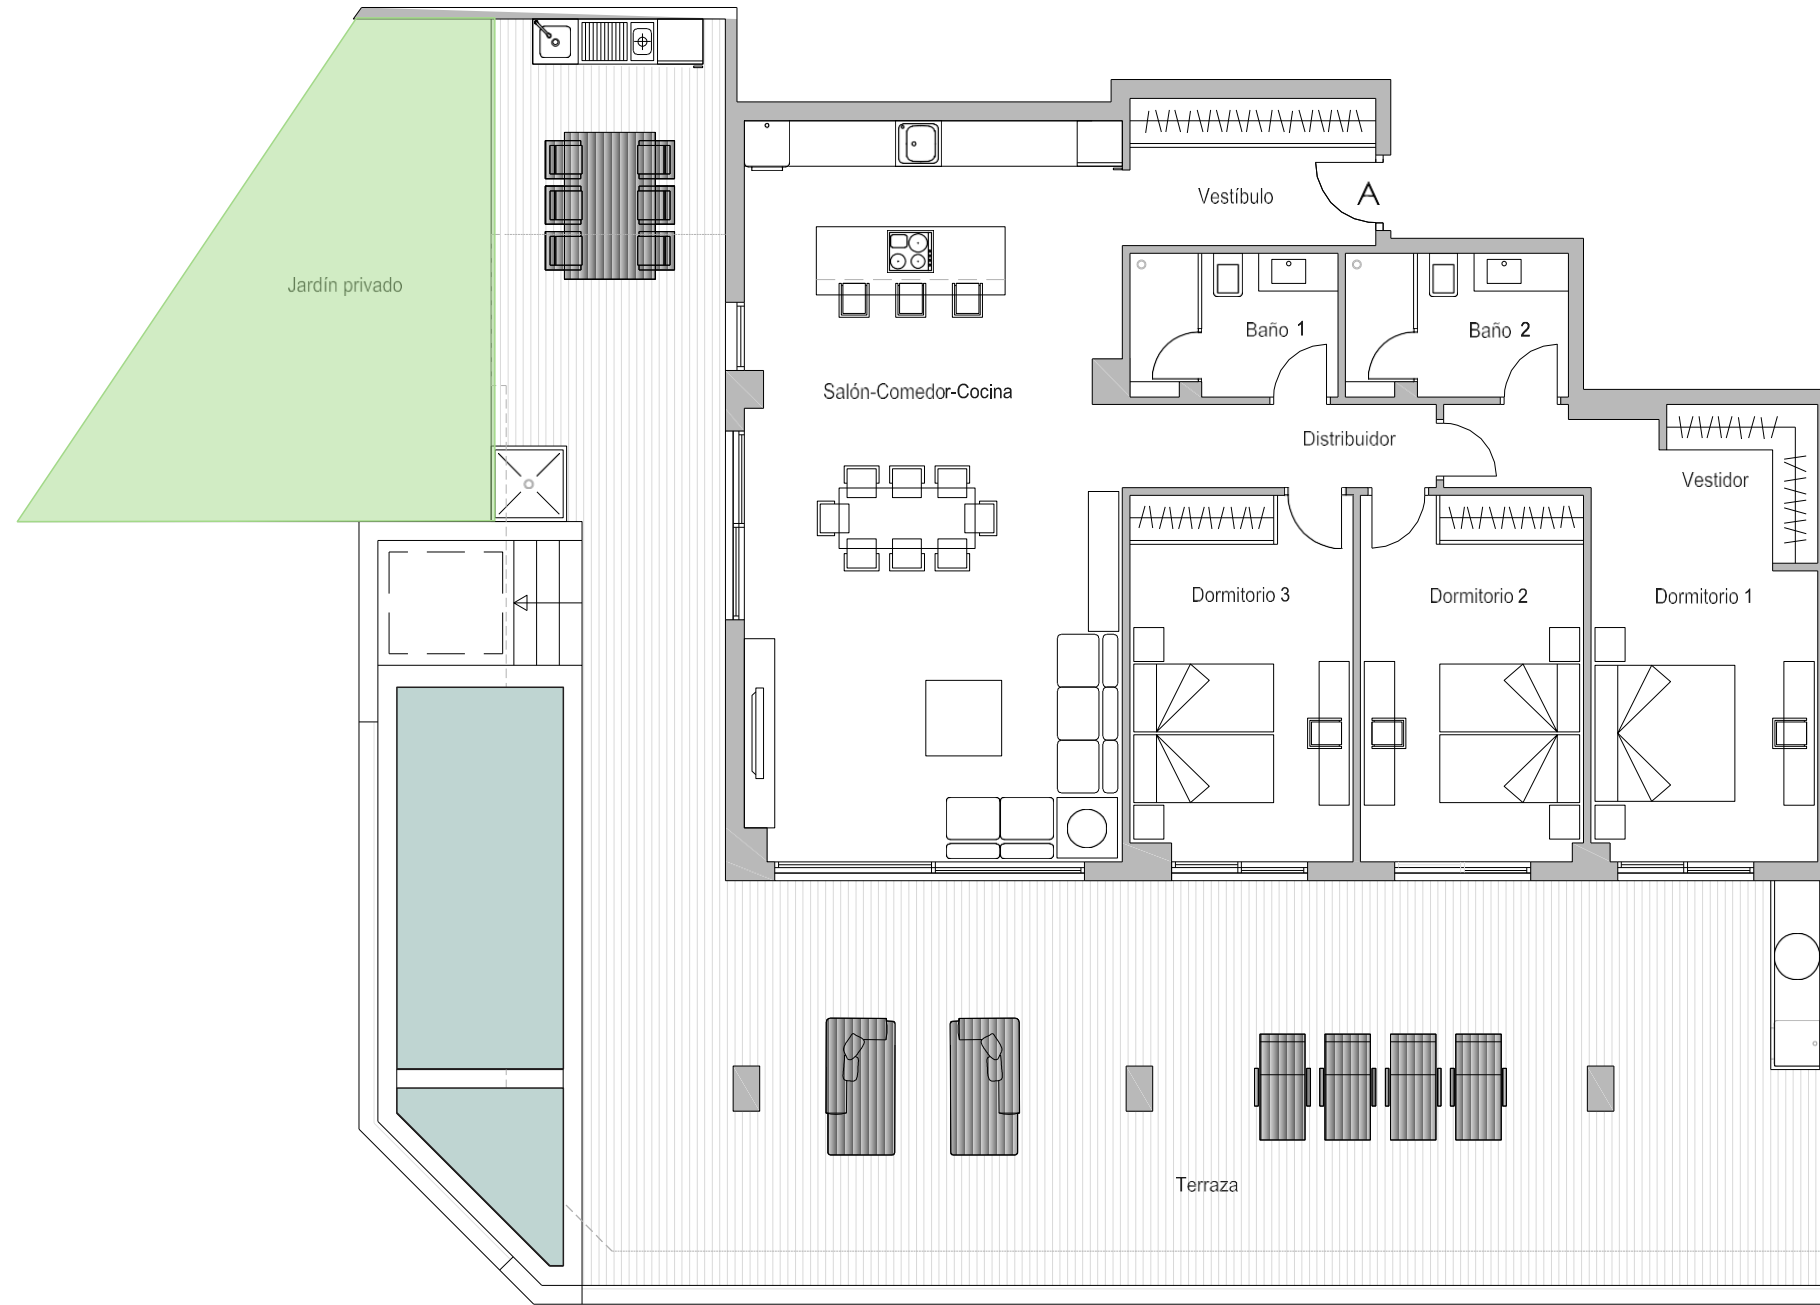 Vestíbulo
A
Jardín privado
Baño 1
Baño 2
Salón-Comedor-Cocina
Distribuidor
Vestidor
Dormitorio 3
Dormitorio 2
Dormitorio 1
Terraza